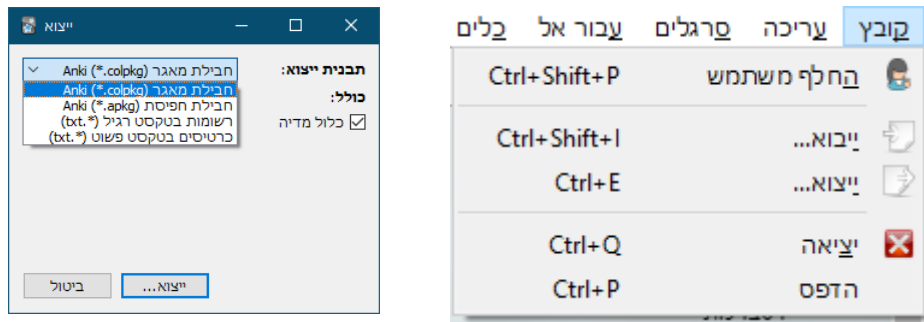 ייצוא
תבנית ייצוא: חבילת מאגר Anki (*.colpkg)
חבילת מאגר Anki (*.colpkg)
חבילת חפיסת Anki (*.apkg)
רשומות בטקסט רגיל (*.txt)
כרטיסים בטקסט פשוט (*.txt)
כולל:
כלול מדיה
ייצוא...
ביטול
קובץ עריכה סרגלים עבור אל כלים
החלף משתמש Ctrl+Shift+P
ייבוא... Ctrl+Shift+I
ייצוא... Ctrl+E
יציאה Ctrl+Q
הדפס Ctrl+P